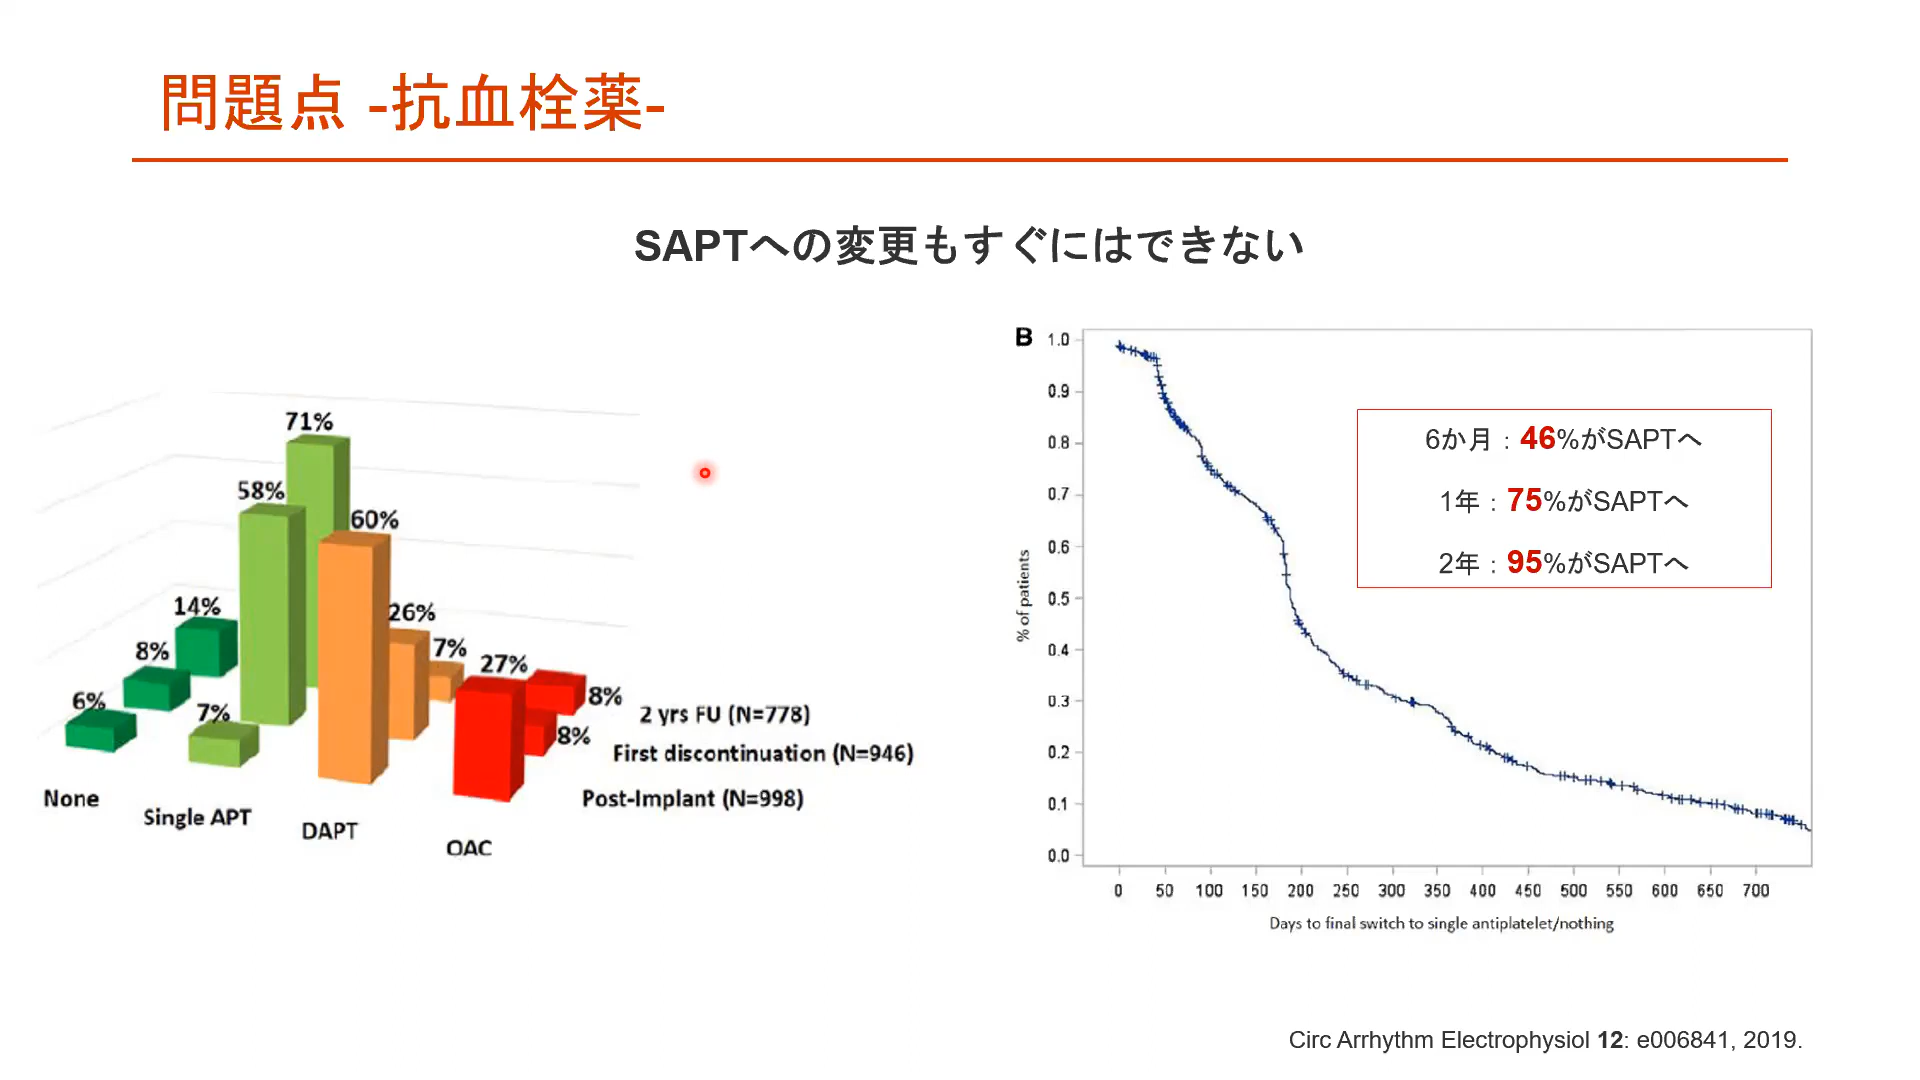 問題点 -抗血栓薬-
SAPTへの変更もすぐにはできない
71%
58%
60%
14%
26%
8%
7%
27%
6%
7%
8%
8%
2 yrs FU (N=778)
First discontinuation (N=946)
Post-Implant (N=998)
None
Single APT
DAPT
OAC
B
1.0
0.9
0.8
0.7
0.6
0.5
0.4
0.3
0.2
0.1
0.0
% of patients
6か月：46%がSAPTへ
1年：75%がSAPTへ
2年：95%がSAPTへ
0 50 100 150 200 250 300 350 400 450 500 550 600 650 700
Days to final switch to single antiplatelet/nothing
Circ Arrhythm Electrophysiol 12: e006841, 2019.